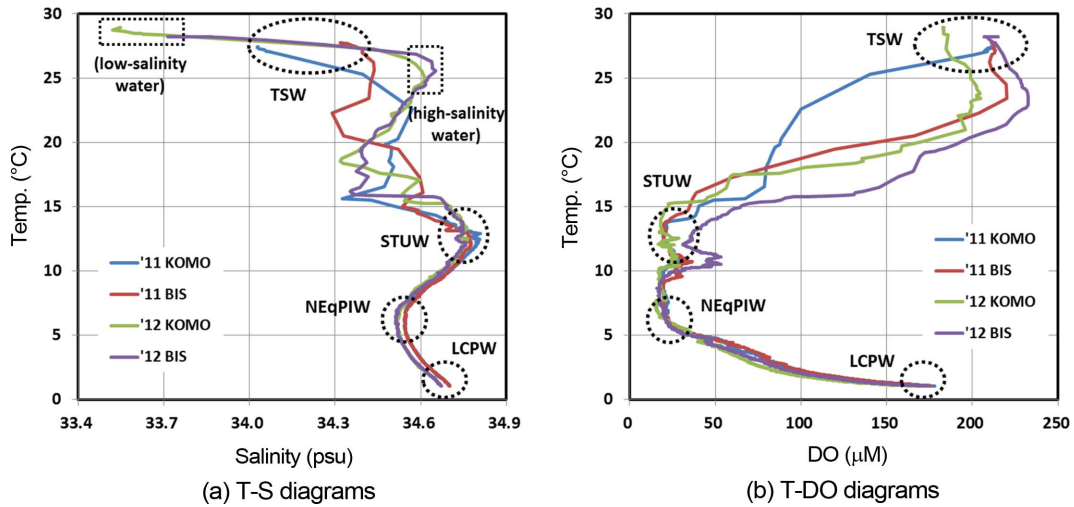 30
25
20
15
10
5
0
33.4
33.7
34.0
34.3
34.6
34.9
Temp. (°C)
Salinity (psu)
(low-salinity
water)
TSW
(high-salinity
water)
STUW
NEqPIW
LCPW
'11 KOMO
'11 BIS
'12 KOMO
'12 BIS
(a) T-S diagrams
30
25
20
15
10
5
0
0
50
100
150
200
250
Temp. (°C)
DO (μM)
TSW
STUW
NEqPIW
LCPW
'11 KOMO
'11 BIS
'12 KOMO
'12 BIS
(b) T-DO diagrams